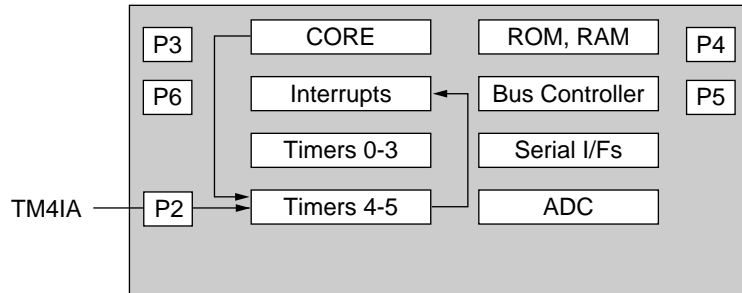 P3
CORE
ROM, RAM
P4
P6
Interrupts
Bus Controller
P5
Timers 0-3
Serial I/Fs
TM4IA
P2
Timers 4-5
ADC